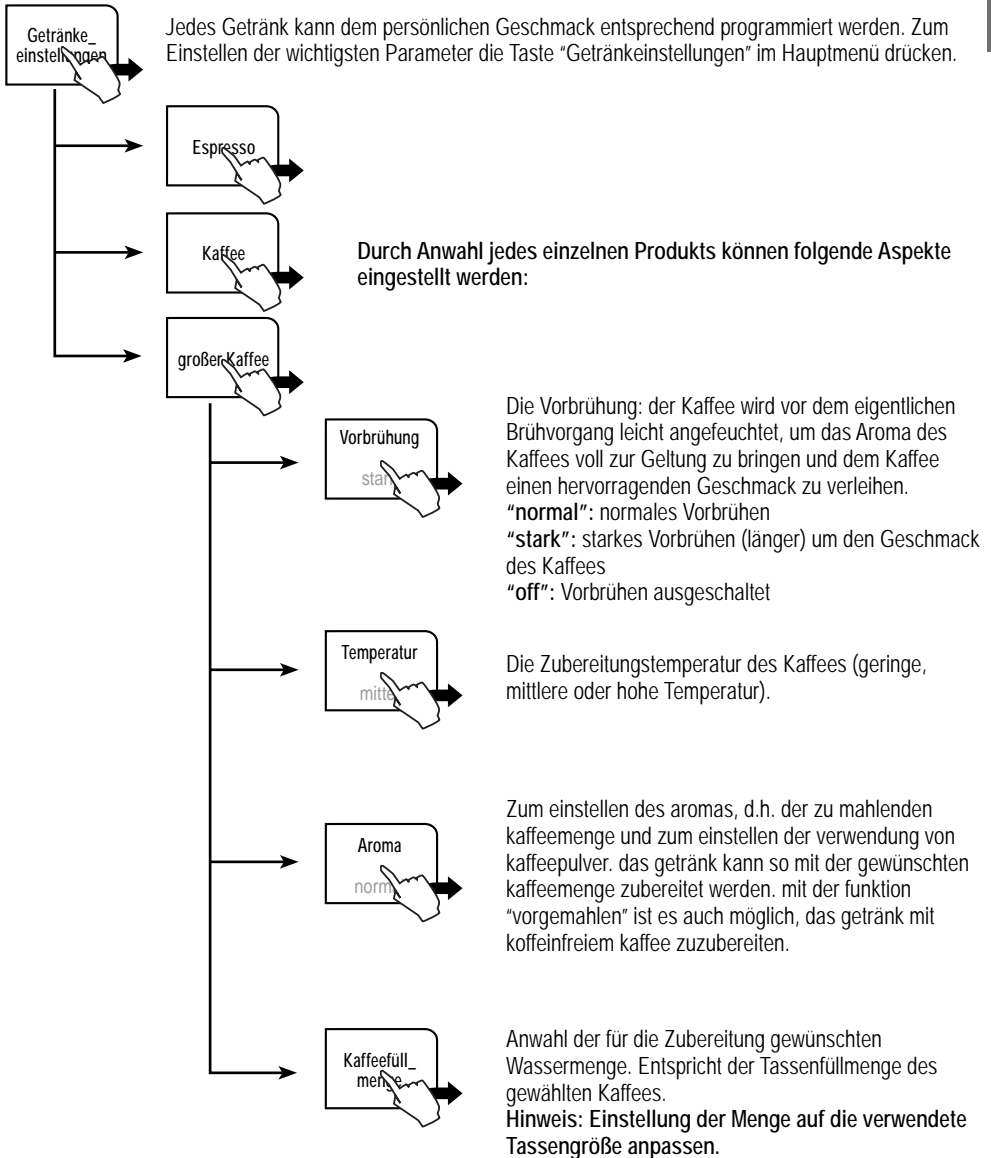 Getränke_
einstellungen
Jedes Getränk kann dem persönlichen Geschmack entsprechend programmiert werden. Zum
Einstellen der wichtigsten Parameter die Taste “Getränkeinstellungen” im Hauptmenü drücken.
Espresso
Kaffee
Durch Anwahl jedes einzelnen Produkts können folgende Aspekte
eingestellt werden:
großer Kaffee
Vorbrühung
stark
Die Vorbrühung: der Kaffee wird vor dem eigentlichen
Brühvorgang leicht angefeuchtet, um das Aroma des
Kaffees voll zur Geltung zu bringen und dem Kaffee
einen hervorragenden Geschmack zu verleihen.
“normal”: normales Vorbrühen
“stark”: starkes Vorbrühen (länger) um den Geschmack
des Kaffees
“off”: Vorbrühen ausgeschaltet
Temperatur
mittel
Die Zubereitungstemperatur des Kaffees (geringe,
mittlere oder hohe Temperatur).
Aroma
normal
Zum einstellen des aromas, d.h. der zu mahlenden
kaffeemenge und zum einstellen der verwendung von
kaffeepulver. das getränk kann so mit der gewünschten
kaffeemenge zubereitet werden. mit der funktion
“vorgemahlen” ist es auch möglich, das getränk mit
koffeinfreiem kaffee zuzubereiten.
Kaffeefüll_
menge
Anwahl der für die Zubereitung gewünschten
Wassermenge. Entspricht der Tassenfüllmenge des
gewählten Kaffees.
Hinweis: Einstellung der Menge auf die verwendete
Tassengröße anpassen.